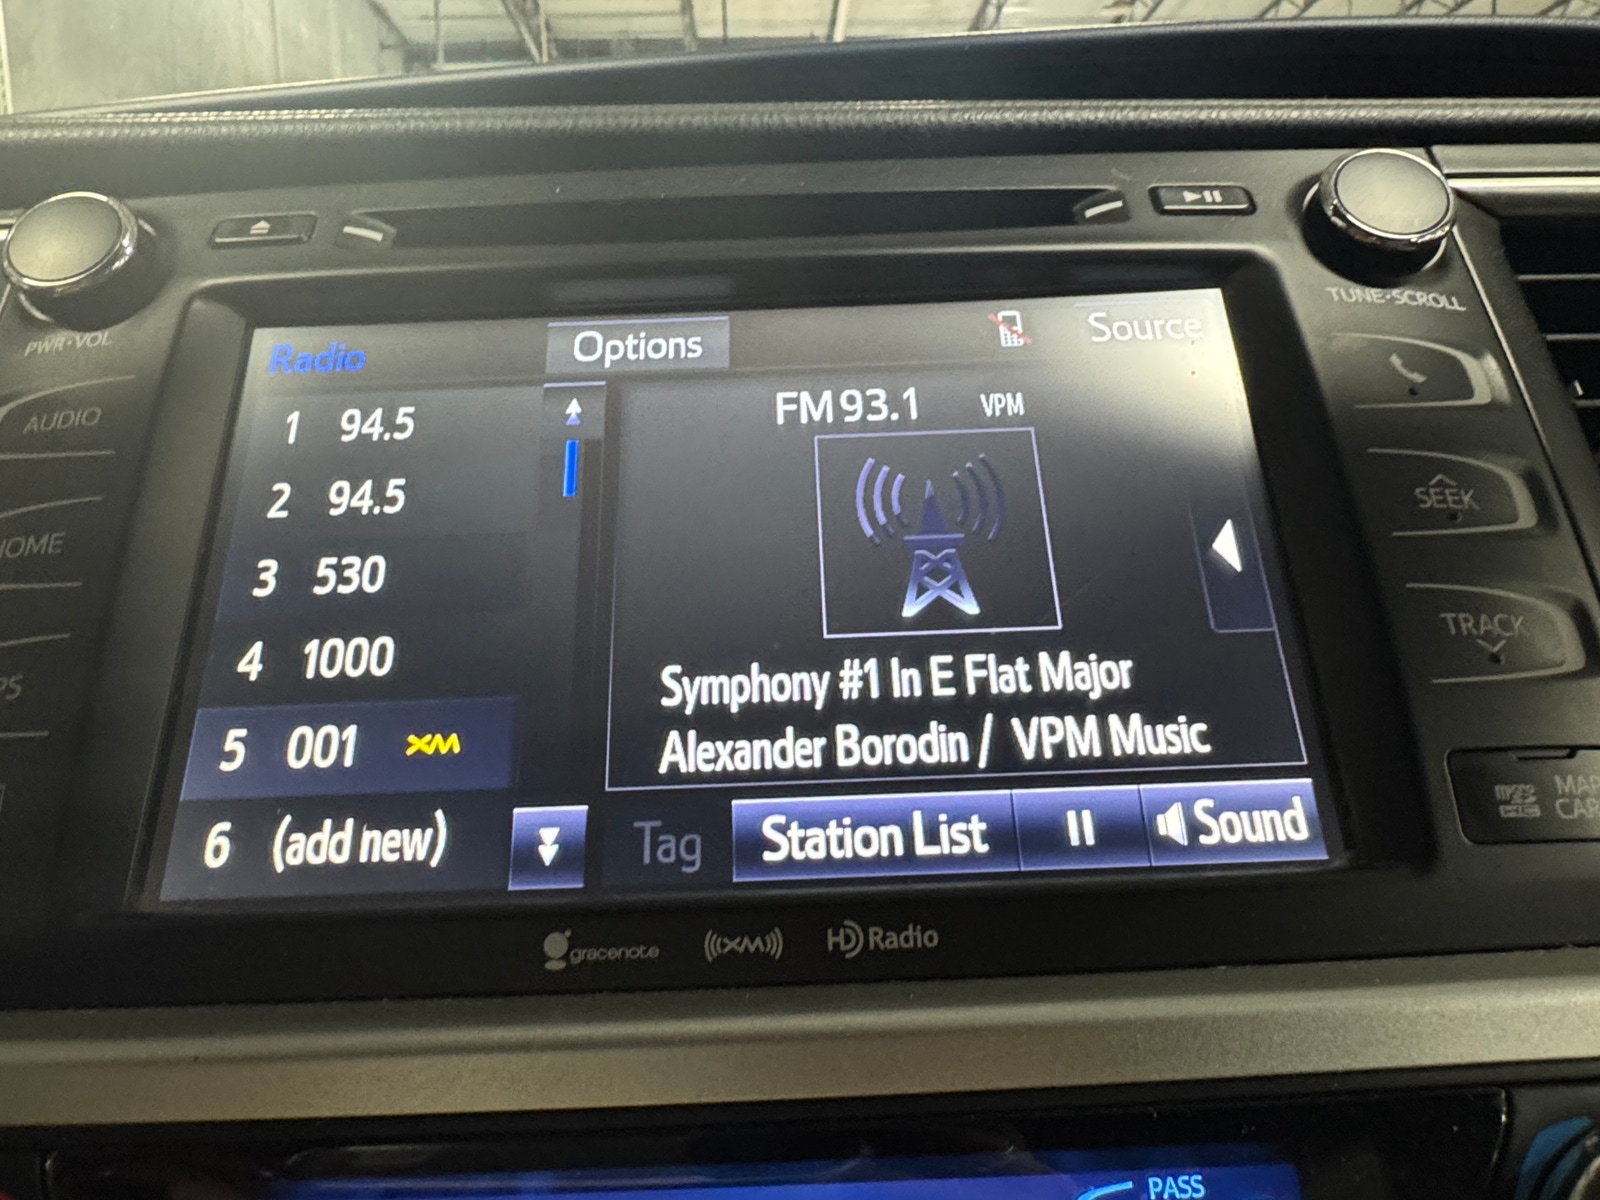 PWR•VOL
TUNE•SCROLL
AUDIO
SEEK
TRACK
Radio
Options
Source
1 94.5
2 94.5
3 530
4 1000
5 001 XM
6 (add new)
FM 93.1 VPM
Symphony #1 In E Flat Major
Alexander Borodin / VPM Music
Tag
Station List
Sound
gracenote
((XM))
HD Radio
PASS